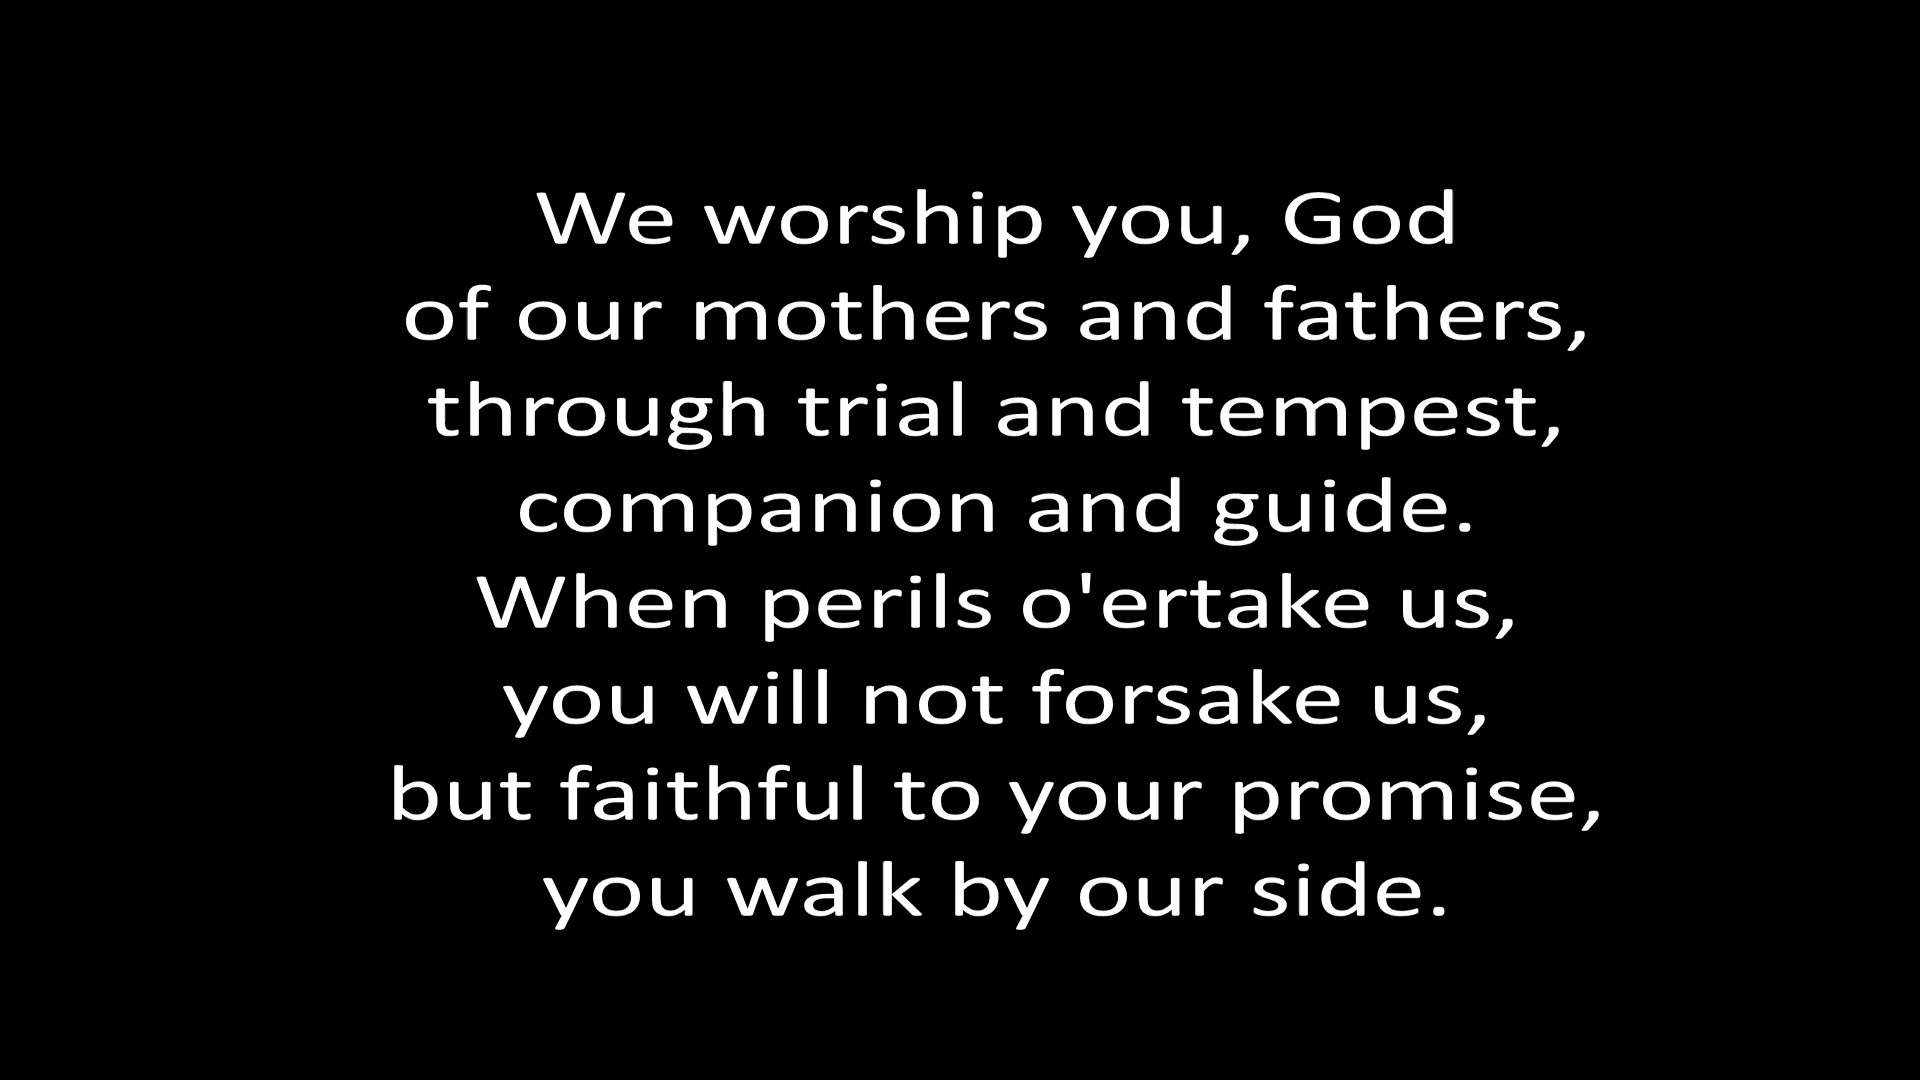 We worship you, God
of our mothers and fathers,
through trial and tempest,
companion and guide.
When perils o'ertake us,
you will not forsake us,
but faithful to your promise,
you walk by our side.